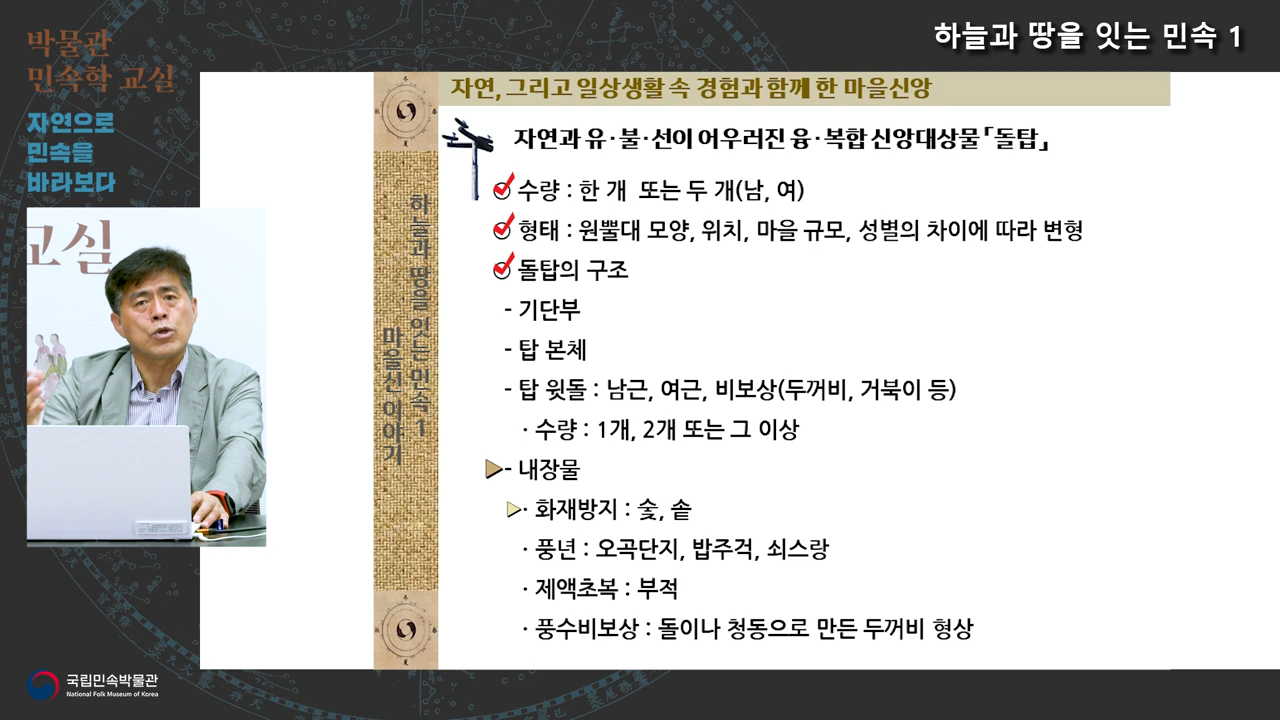 하늘과 땅을 잇는 민속 1
박물관
민속학 교실
자연으로
민속을
바라보다
교실
하늘과 땅을 잇는 민속 1
마을신 이야기
자연, 그리고 일상생활 속 경험과 함께 한 마을신앙
자연과 유·불·선이 어우러진 융·복합 신앙대상물「돌탑」
수량 : 한 개 또는 두 개(남, 여)
형태 : 원뿔대 모양, 위치, 마을 규모, 성별의 차이에 따라 변형
돌탑의 구조
- 기단부
- 탑 본체
- 탑 윗돌 : 남근, 여근, 비보상(두꺼비, 거북이 등)
· 수량 : 1개, 2개 또는 그 이상
- 내장물
· 화재방지 : 숯, 솥
· 풍년 : 오곡단지, 밥주걱, 쇠스랑
· 제액초복 : 부적
· 풍수비보상 : 돌이나 청동으로 만든 두꺼비 형상
국립민속박물관
National Folk Museum of Korea